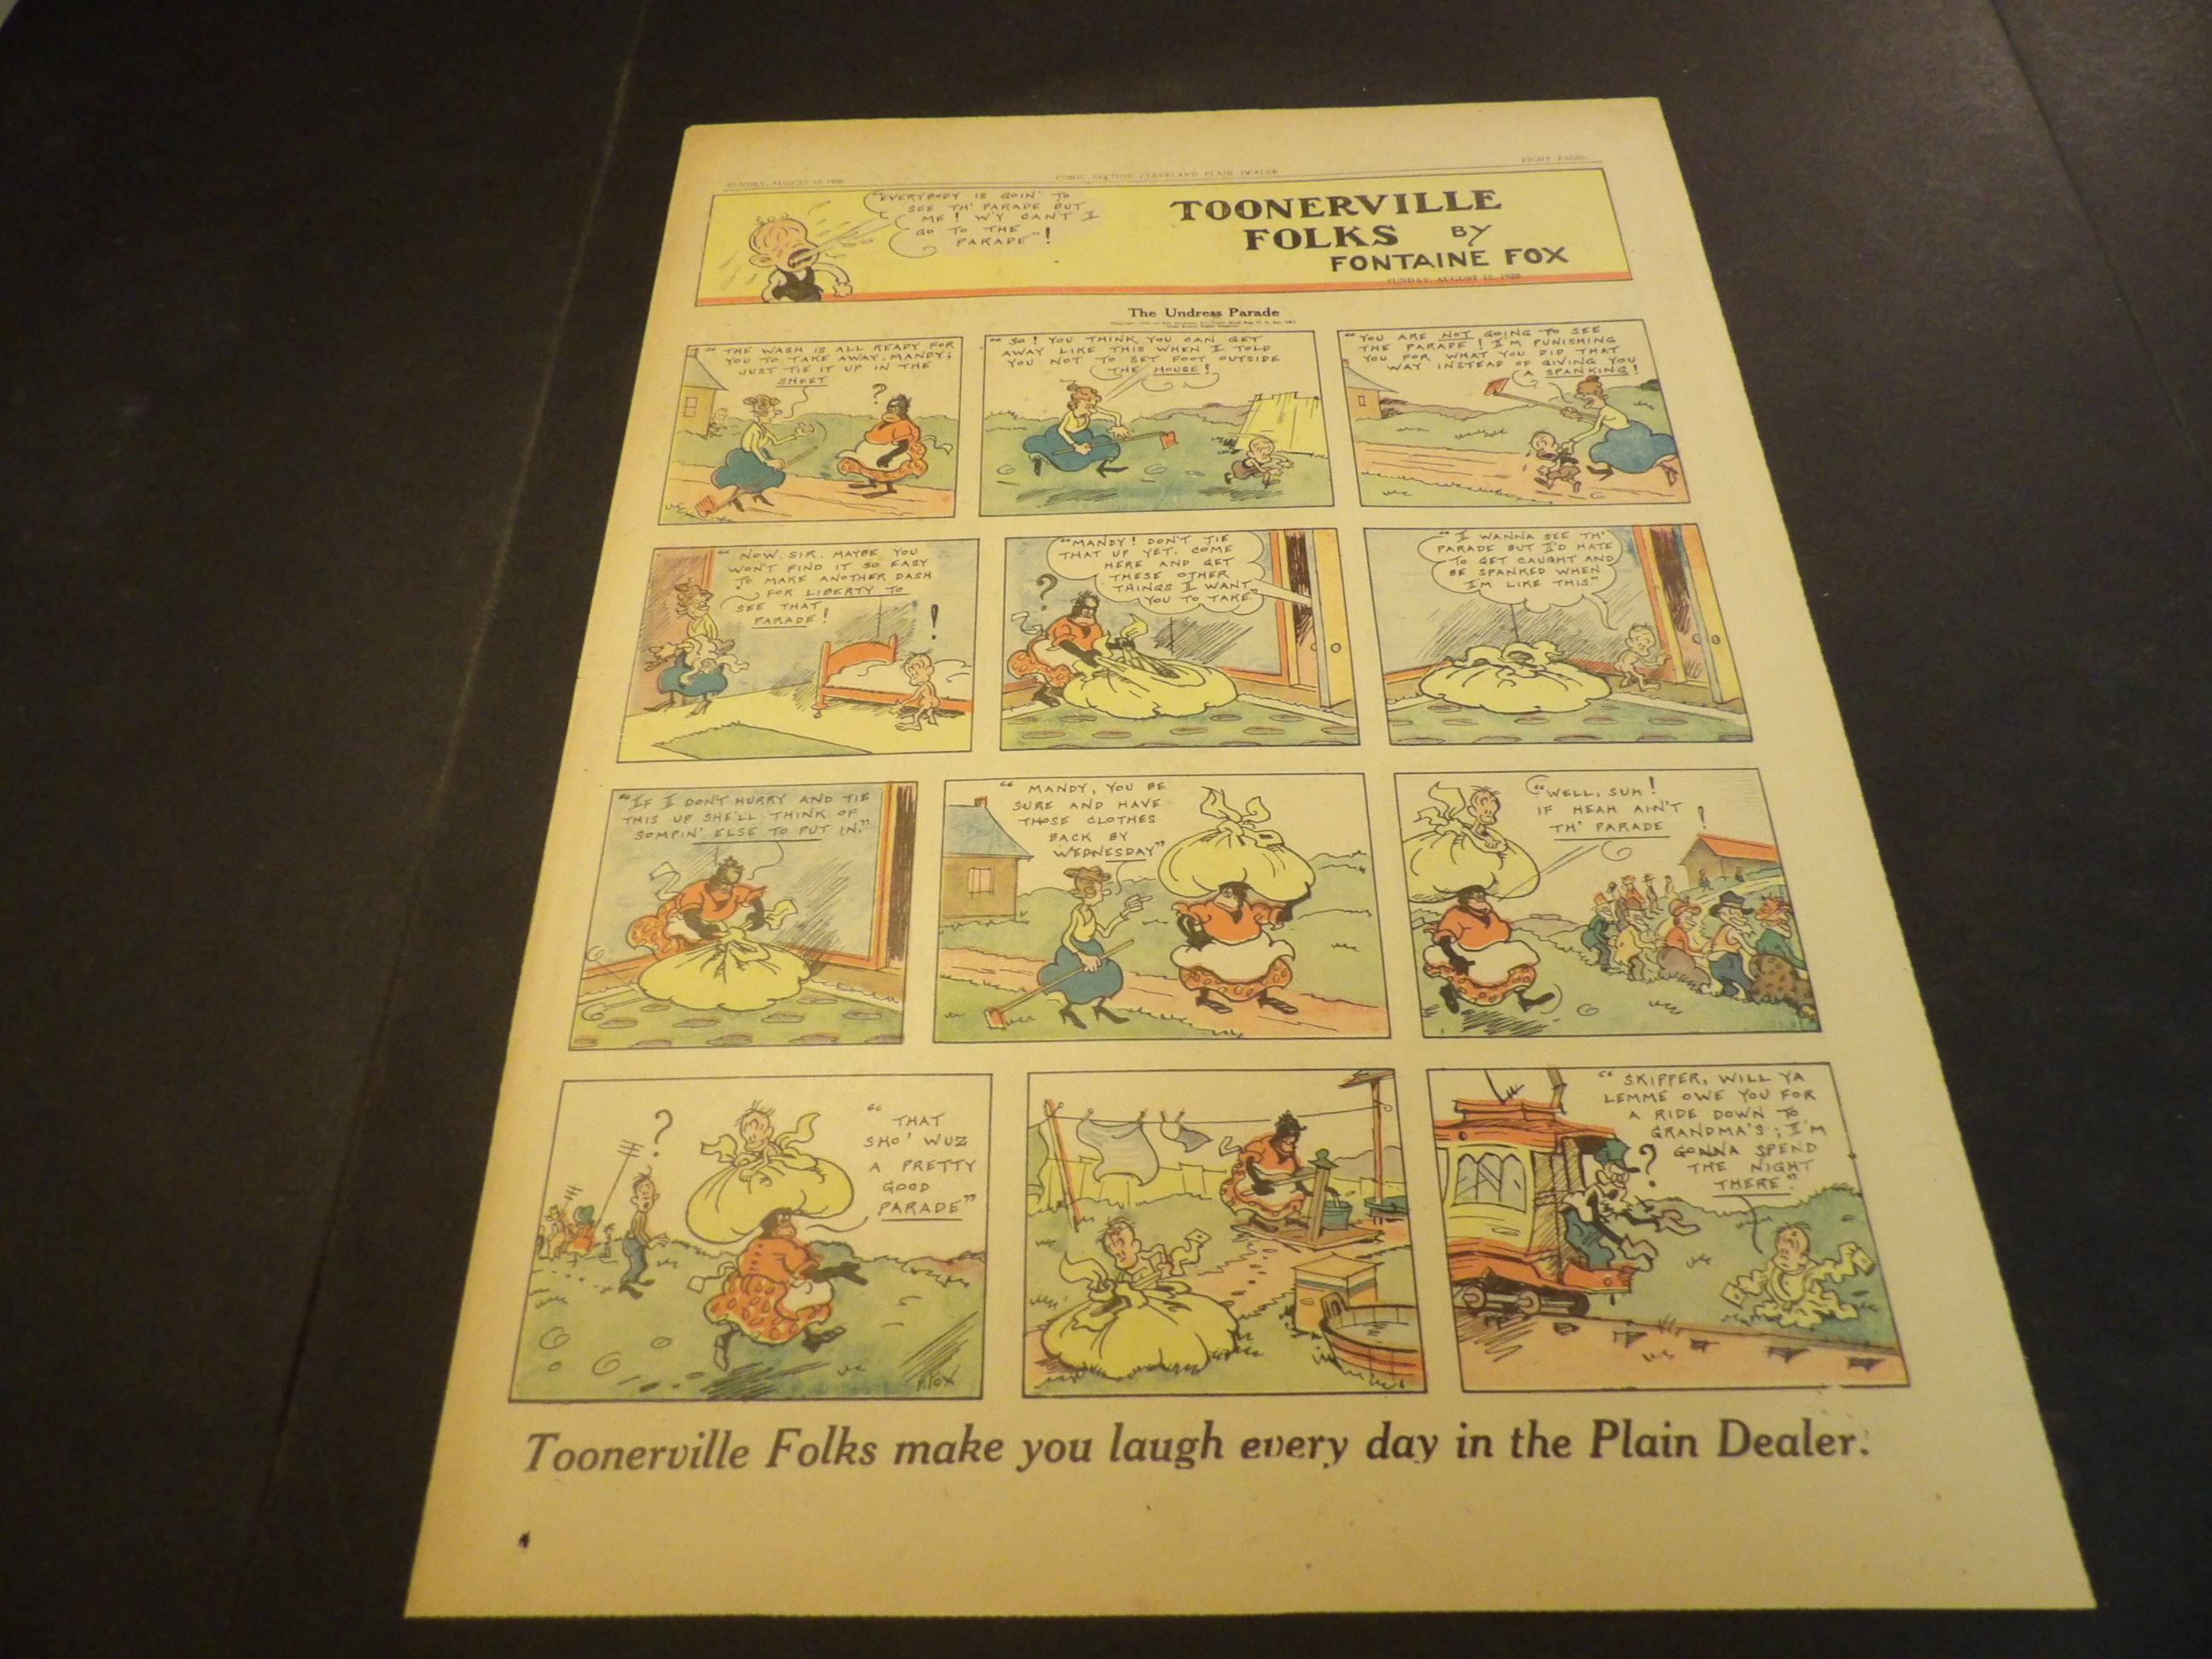 SUNDAY, AUGUST 12, 1928
COMIC SECTION CLEVELAND PLAIN DEALER
EIGHT PAGES
"EVERYBODY IS GOIN' TO
SEE TH' PARADE BUT
ME! W'Y CAN'T I
GO TO THE
PARADE"!
TOONERVILLE
FOLKS BY
FONTAINE FOX
SUNDAY, AUGUST 12, 1928
The Undress Parade
"THE WASH IS ALL READY FOR
YOU TO TAKE AWAY, MANDY;
JUST TIE IT UP IN THE
SHEET
?
"SO! YOU THINK YOU CAN GET
AWAY LIKE THIS WHEN I TOLD
YOU NOT TO SET FOOT OUTSIDE
THE HOUSE!
"YOU ARE NOT GOING TO SEE
THE PARADE! I'M PUNISHING
YOU FOR WHAT YOU DID THAT
WAY INSTEAD OF GIVING YOU
A SPANKING!
"NOW, SIR, MAYBE YOU
WON'T FIND IT SO EASY
TO MAKE ANOTHER DASH
FOR LIBERTY TO
SEE THAT
PARADE!
!
"MANDY! DON'T TIE
THAT UP YET. COME
HERE AND GET
THESE OTHER
THINGS I WANT
YOU TO TAKE"
?
"I WANNA SEE TH'
PARADE BUT I'D HATE
TO GET CAUGHT AND
BE SPANKED WHEN
I'M LIKE THIS"
"IF I DON'T HURRY AND TIE
THIS UP SHE'LL THINK OF
SOMPIN' ELSE TO PUT IN."
"MANDY, YOU BE
SURE AND HAVE
THOSE CLOTHES
BACK BY
WEDNESDAY"
"WELL, SUH!
IF HEAH AIN'T
TH' PARADE !
?
"THAT
SHO' WUZ
A PRETTY
GOOD
PARADE"
F. FOX
"SKIPPER, WILL YA
LEMME OWE YOU FOR
A RIDE DOWN TO
GRANDMA'S; I'M
GONNA SPEND
THE NIGHT
THERE"
?
Toonerville Folks make you laugh every day in the Plain Dealer.